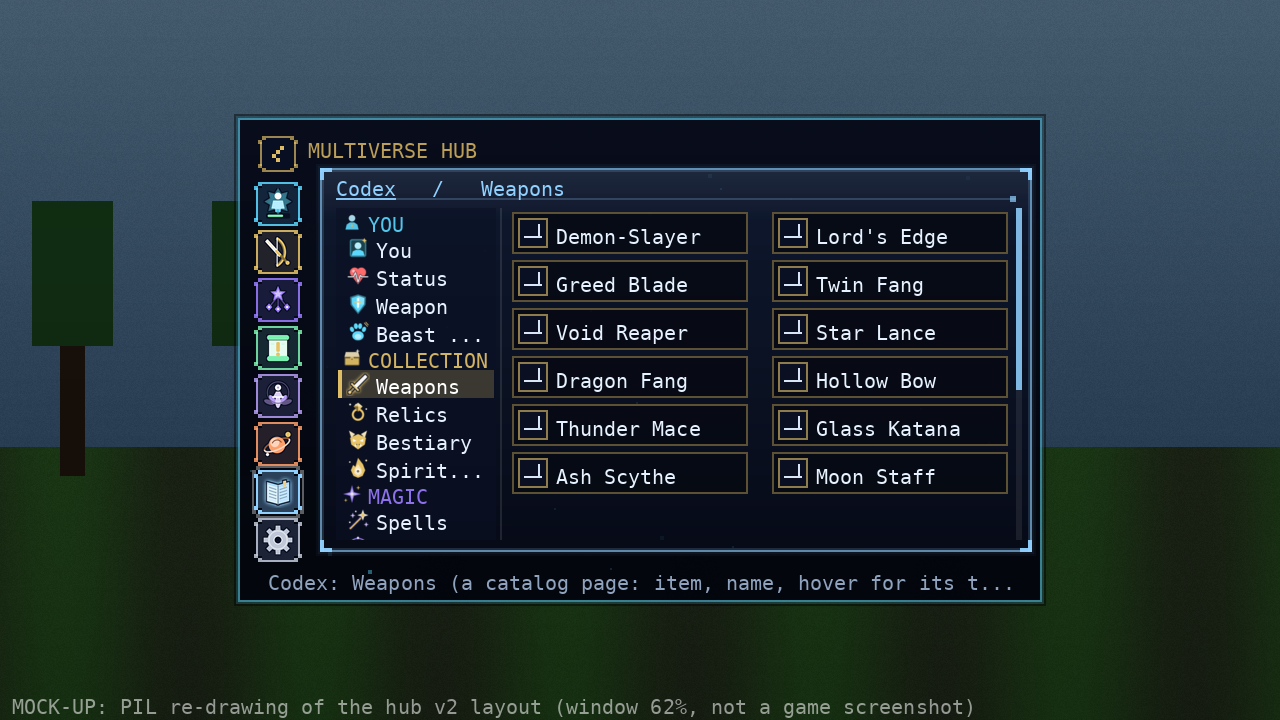 MULTIVERSE HUB
Codex / Weapons
YOU
You
Status
Weapon
Beast ...
COLLECTION
Weapons
Relics
Bestiary
Spirit...
MAGIC
Spells
Demon-Slayer
Lord's Edge
Greed Blade
Twin Fang
Void Reaper
Star Lance
Dragon Fang
Hollow Bow
Thunder Mace
Glass Katana
Ash Scythe
Moon Staff
Codex: Weapons (a catalog page: item, name, hover for its t...
MOCK-UP: PIL re-drawing of the hub v2 layout (window 62%, not a game screenshot)